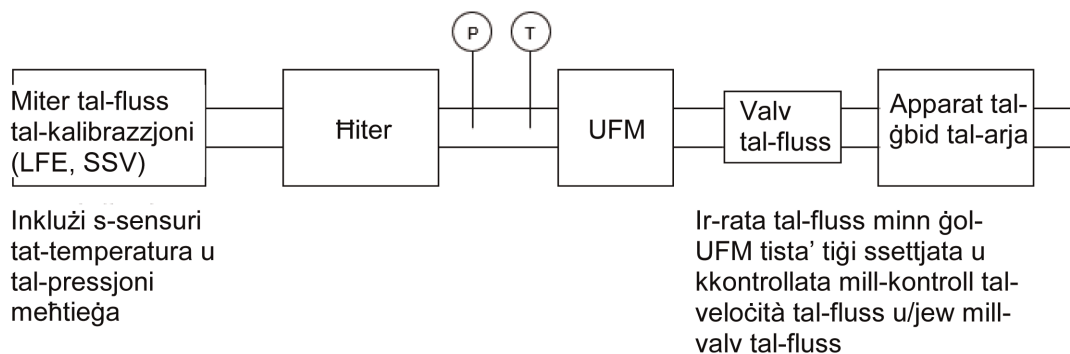 P
T
Miter tal-fluss
tal-kalibrazzjoni
(LFE, SSV)
Ħiter
UFM
Valv
tal-fluss
Apparat tal-
ġbid tal-arja
Inklużi s-sensuri
tat-temperatura u
tal-pressjoni
meħtieġa
Ir-rata tal-fluss minn ġol-
UFM tista’ tiġi ssettjata u
kkontrollata mill-kontroll tal-
veloċità tal-fluss u/jew mill-
valv tal-fluss